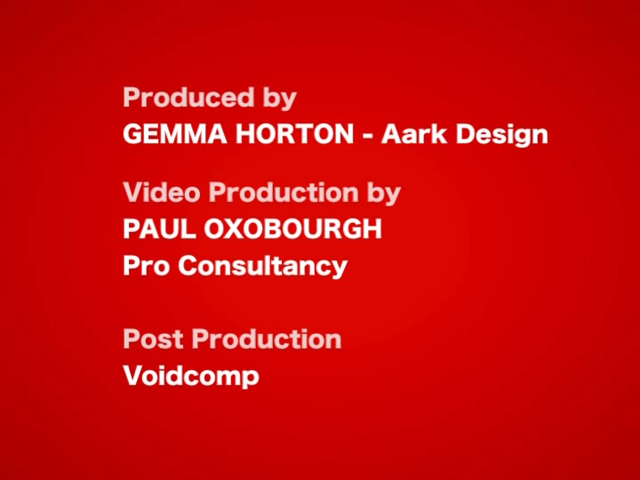 Produced by
GEMMA HORTON - Aark Design
Video Production by
PAUL OXOBOURGH
Pro Consultancy
Post Production
Voidcomp